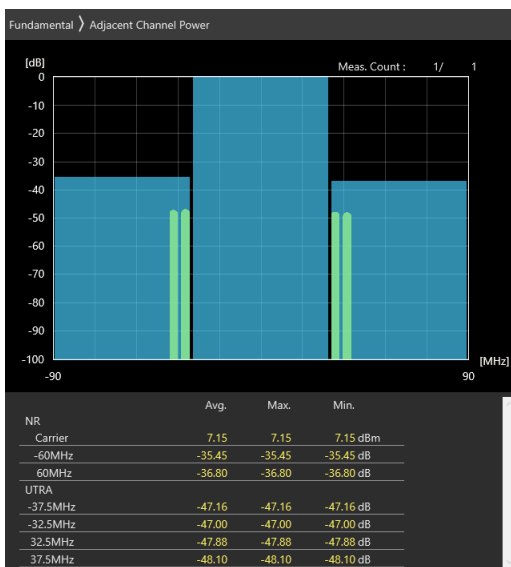 Fundamental 〉 Adjacent Channel Power
[dB]
Meas. Count : 1/ 1
0
-10
-20
-30
-40
-50
-60
-70
-80
-90
-100
[MHz]
-90 90
Avg. Max. Min.
NR
Carrier 7.15 7.15 7.15 dBm
-60MHz -35.45 -35.45 -35.45 dB
60MHz -36.80 -36.80 -36.80 dB
UTRA
-37.5MHz -47.16 -47.16 -47.16 dB
-32.5MHz -47.00 -47.00 -47.00 dB
32.5MHz -47.88 -47.88 -47.88 dB
37.5MHz -48.10 -48.10 -48.10 dB